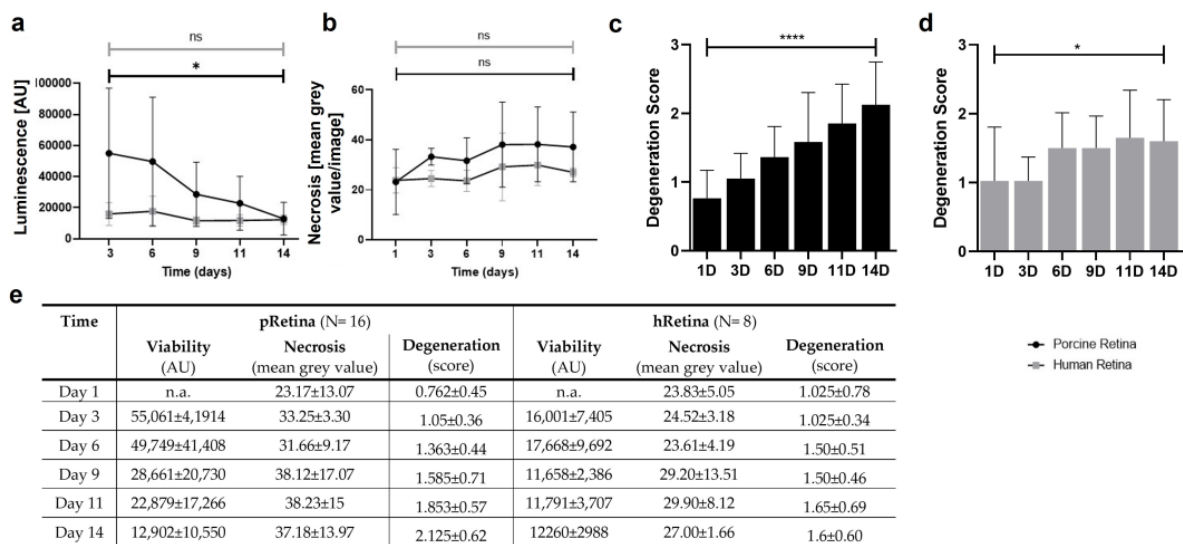 a
ns
*
Luminescence [AU]
100000
80000
60000
40000
20000
0
3 6 9 11 14
Time (days)
b
ns
ns
Necrosis [mean grey
value/image]
60
40
20
0
1 3 6 9 11 14
Time (days)
c
****
Degeneration Score
3
2
1
0
1D 3D 6D 9D 11D 14D
d
*
Degeneration Score
3
2
1
0
1D 3D 6D 9D 11D 14D
Porcine Retina
Human Retina
e
Time pRetina (N= 16) hRetina (N= 8)
Viability Necrosis Degeneration Viability Necrosis Degeneration
(AU) (mean grey value) (score) (AU) (mean grey value) (score)
Day 1 n.a. 23.17±13.07 0.762±0.45 n.a. 23.83±5.05 1.025±0.78
Day 3 55,061±4,1914 33.25±3.30 1.05±0.36 16,001±7,405 24.52±3.18 1.025±0.34
Day 6 49,749±41,408 31.66±9.17 1.363±0.44 17,668±9,692 23.61±4.19 1.50±0.51
Day 9 28,661±20,730 38.12±17.07 1.585±0.71 11,658±2,386 29.20±13.51 1.50±0.46
Day 11 22,879±17,266 38.23±15 1.853±0.57 11,791±3,707 29.90±8.12 1.65±0.69
Day 14 12,902±10,550 37.18±13.97 2.125±0.62 12260±2988 27.00±1.66 1.6±0.60